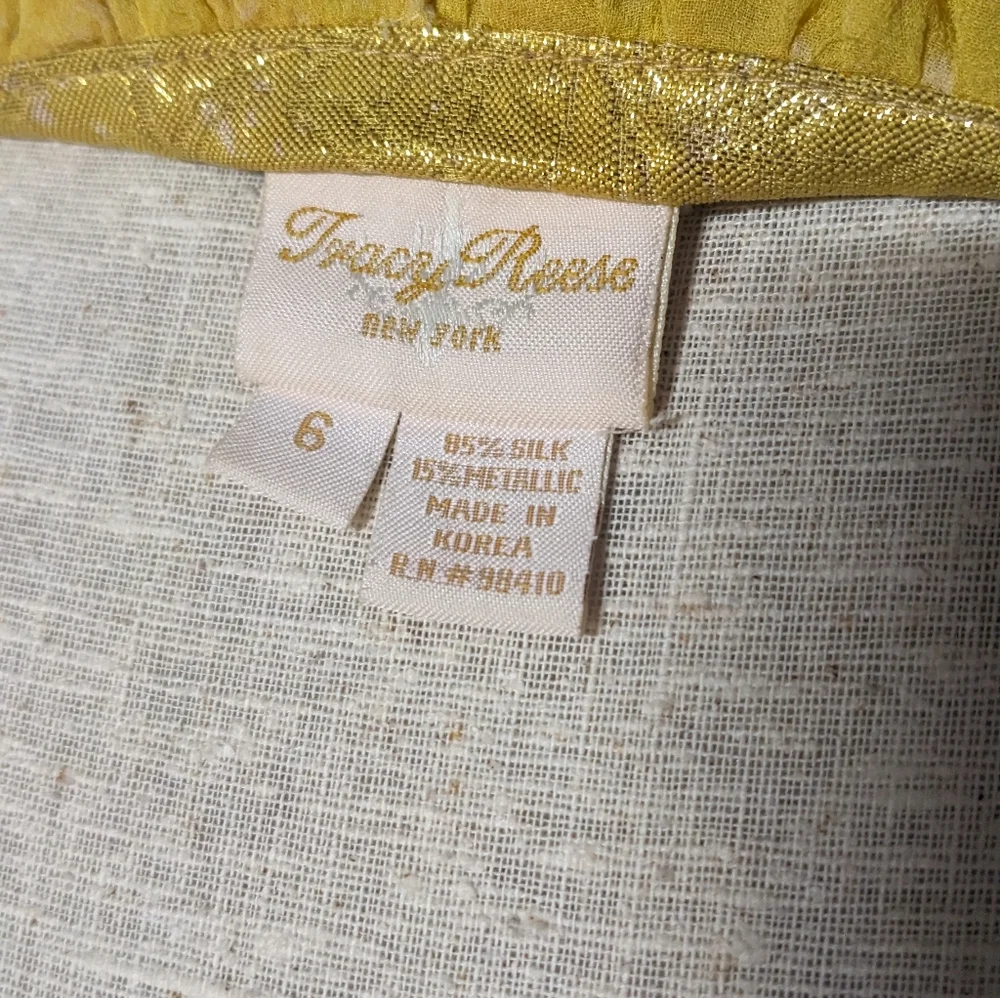 Tracy Reese
new york
6
85% SILK
15% METALLIC
MADE IN
KOREA
R.N.#98410